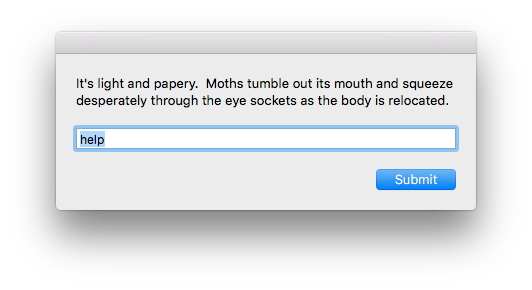 It's light and papery.  Moths tumble out its mouth and squeeze
desperately through the eye sockets as the body is relocated.
help
Submit